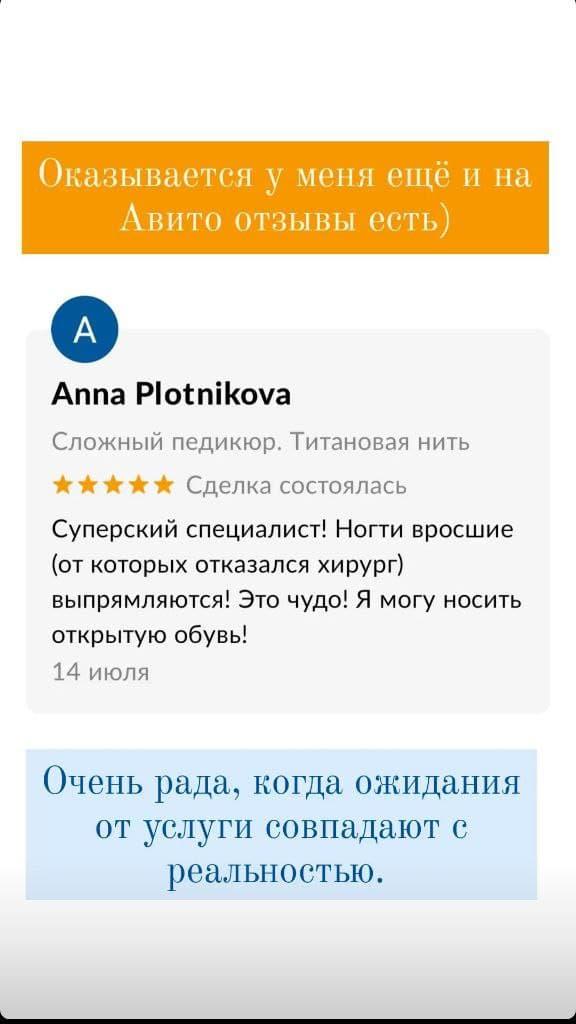 Оказывается у меня ещё и на
Авито отзывы есть)
A
Anna Plotnikova
Сложный педикюр. Титановая нить
★★★★★ Сделка состоялась
Суперский специалист! Ногти вросшие
(от которых отказался хирург)
выпрямляются! Это чудо! Я могу носить
открытую обувь!
14 июля
Очень рада, когда ожидания
от услуги совпадают с
реальностью.